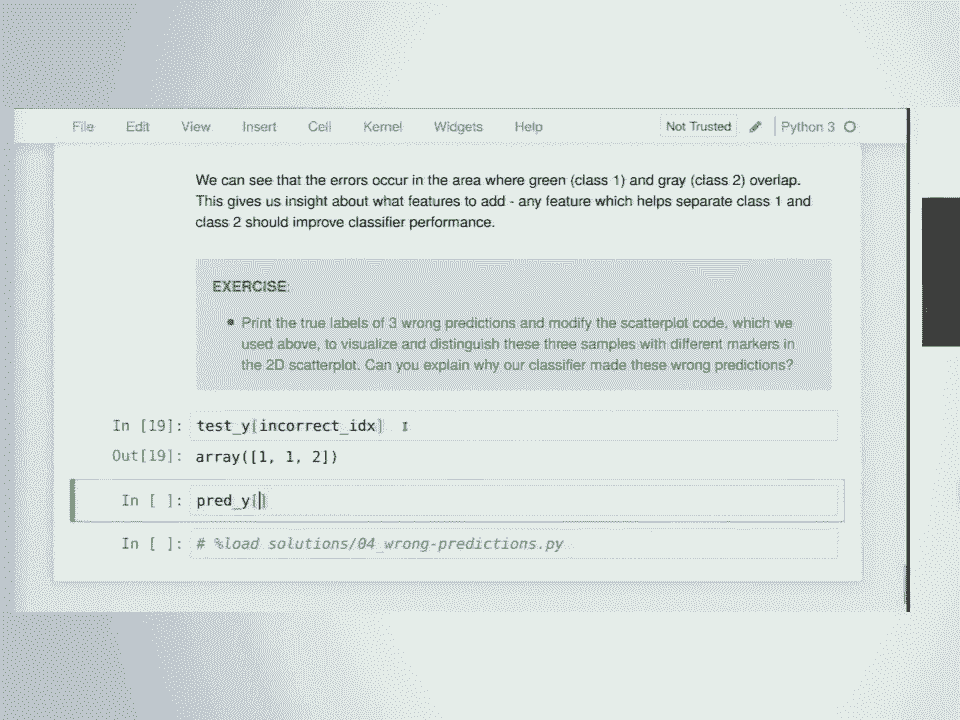 File Edit View Insert Cell Kernel Widgets Help Not Trusted Python 3
We can see that the errors occur in the area where green (class 1) and gray (class 2) overlap.
This gives us insight about what features to add - any feature which helps separate class 1 and
class 2 should improve classifier performance.
EXERCISE:
Print the true labels of 3 wrong predictions and modify the scatterplot code, which we
used above, to visualize and distinguish these three samples with different markers in
the 2D scatterplot. Can you explain why our classifier made these wrong predictions?
In [19]: test_y[incorrect_idx]
Out[19]: array([1, 1, 2])
In [ ]: pred_y[]
In [ ]: # %load solutions/04_wrong-predictions.py